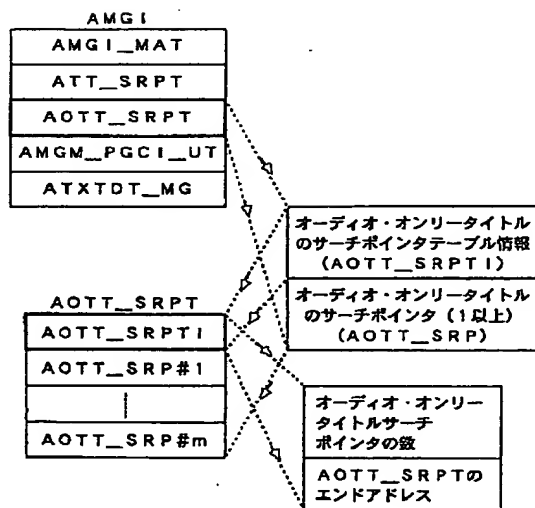 AMGI
AMGI_MAT
ATT_SRPT
AOTT_SRPT
AMGM_PGCI_UT
ATXTDT_MG
オーディオ・オンリータイトル
のサーチポインタテーブル情報
(AOTT_SRPTI)
オーディオ・オンリータイトル
のサーチポインタ(1以上)
(AOTT_SRP)
AOTT_SRPT
AOTT_SRPTI
AOTT_SRP#1
AOTT_SRP#m
オーディオ・オンリー
タイトルサーチ
ポインタの数
AOTT_SRPTの
エンドアドレス